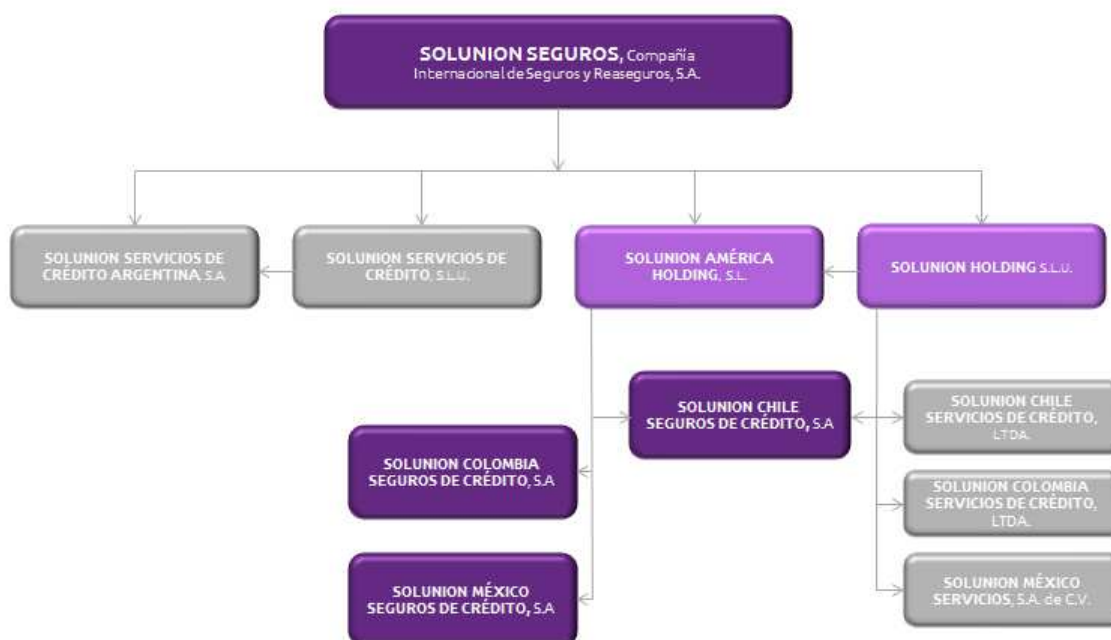 SOLUNION SEGUROS, Compañía
Internacional de Seguros y Reaseguros, S.A.
SOLUNION SERVICIOS DE
CRÉDITO ARGENTINA, S.A
SOLUNION SERVICIOS DE
CRÉDITO, S.L.U.
SOLUNION AMÉRICA
HOLDING, S.L.
SOLUNION HOLDING S.L.U.
SOLUNION CHILE
SEGUROS DE CRÉDITO, S.A
SOLUNION CHILE
SERVICIOS DE CRÉDITO,
LTDA.
SOLUNION COLOMBIA
SEGUROS DE CRÉDITO, S.A
SOLUNION COLOMBIA
SERVICIOS DE CRÉDITO,
LTDA.
SOLUNION MÉXICO
SEGUROS DE CRÉDITO, S.A
SOLUNION MÉXICO
SERVICIOS, S.A. de C.V.